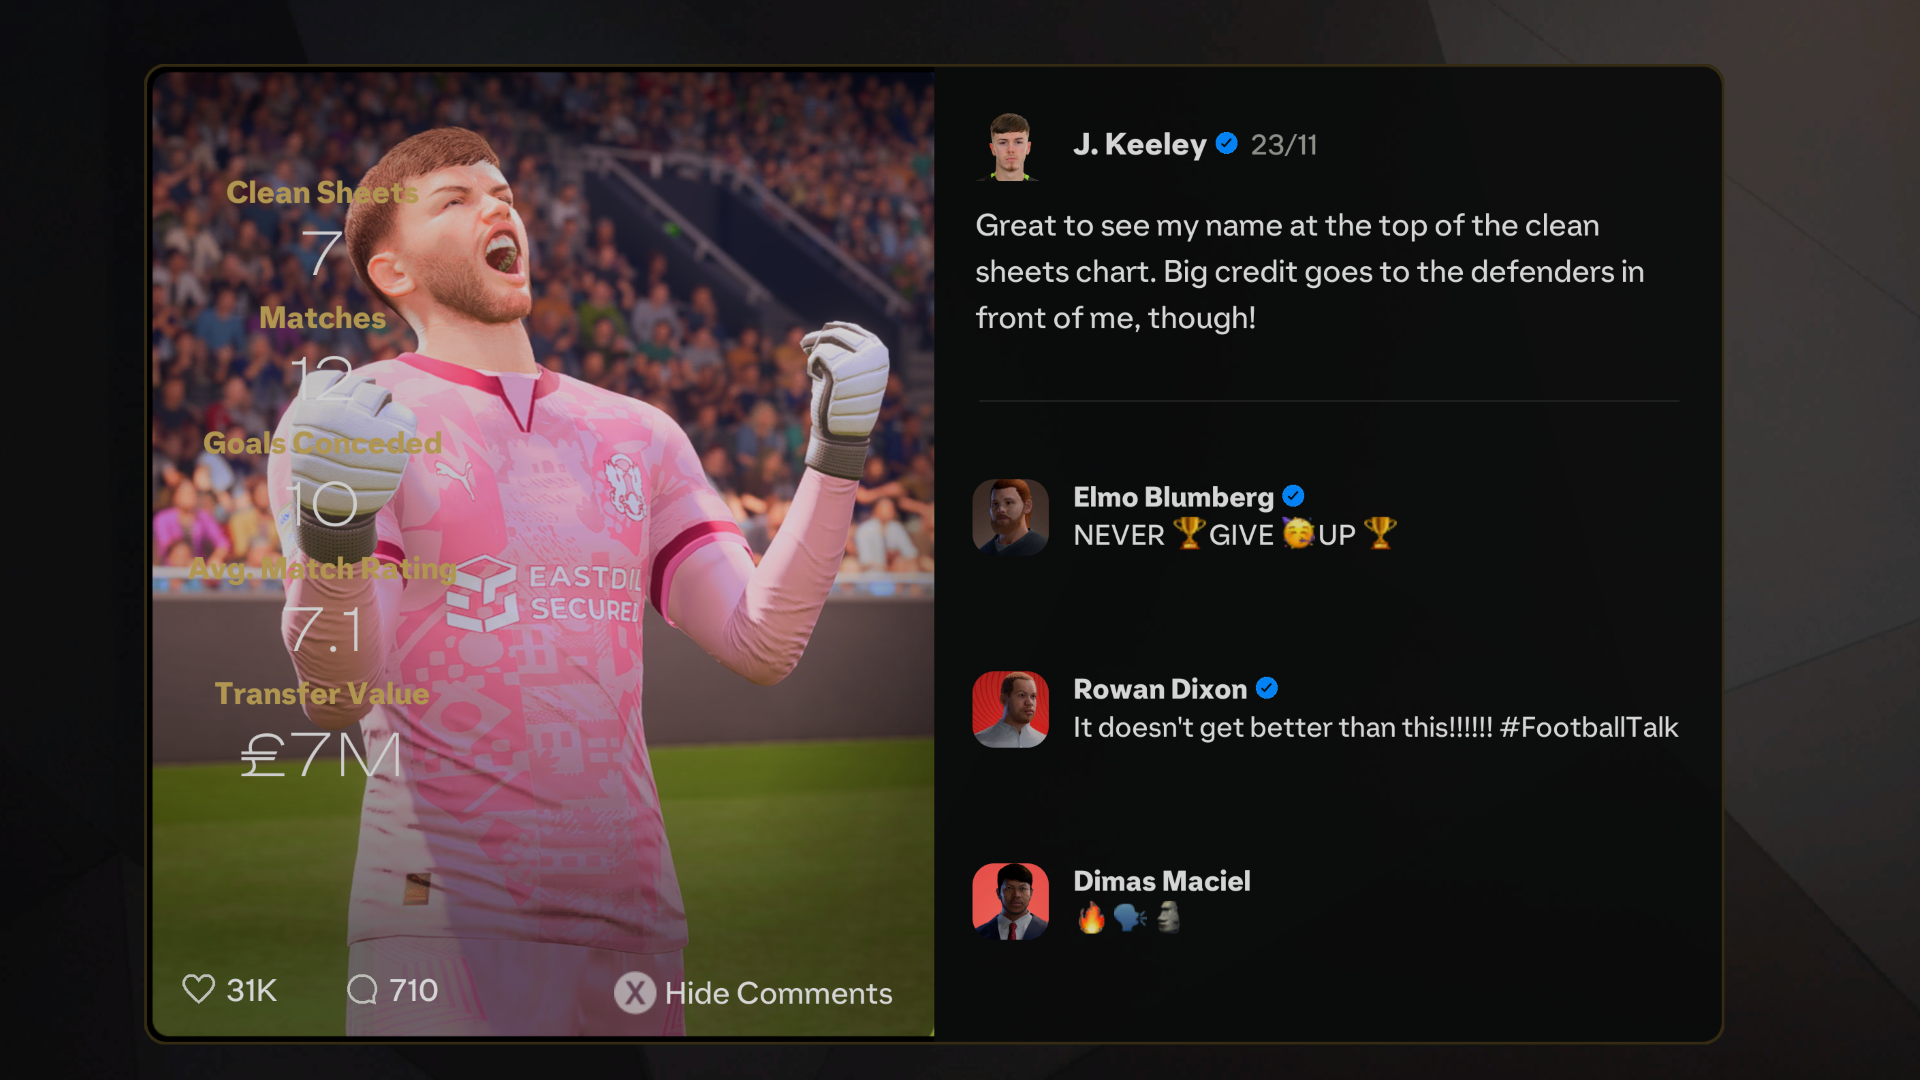 Clean Sheets
7
Matches
12
Goals Conceded
10
Avg. Match Rating
7.1
Transfer Value
£7M
EASTDIL
SECURED
31K
710
X Hide Comments
J. Keeley 23/11
Great to see my name at the top of the clean
sheets chart. Big credit goes to the defenders in
front of me, though!
Elmo Blumberg
NEVER 🏆GIVE 🥳UP 🏆
Rowan Dixon
It doesn't get better than this!!!!!! #FootballTalk
Dimas Maciel
🔥🗣️🗿